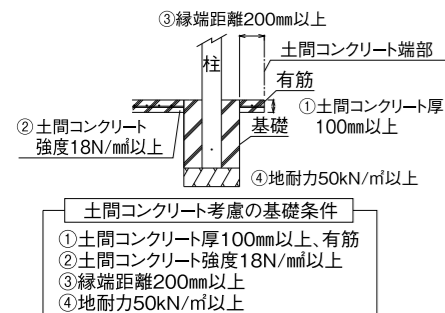 ③縁端距離200㎜以上
土間コンクリート端部
柱
有筋
①土間コンクリート厚
100㎜以上
基礎
②土間コンクリート
強度18N/㎟以上
④地耐力50kN/㎡以上
土間コンクリート考慮の基礎条件
①土間コンクリート厚100㎜以上、有筋
②土間コンクリート強度18N/㎟以上
③縁端距離200㎜以上
④地耐力50kN/㎡以上